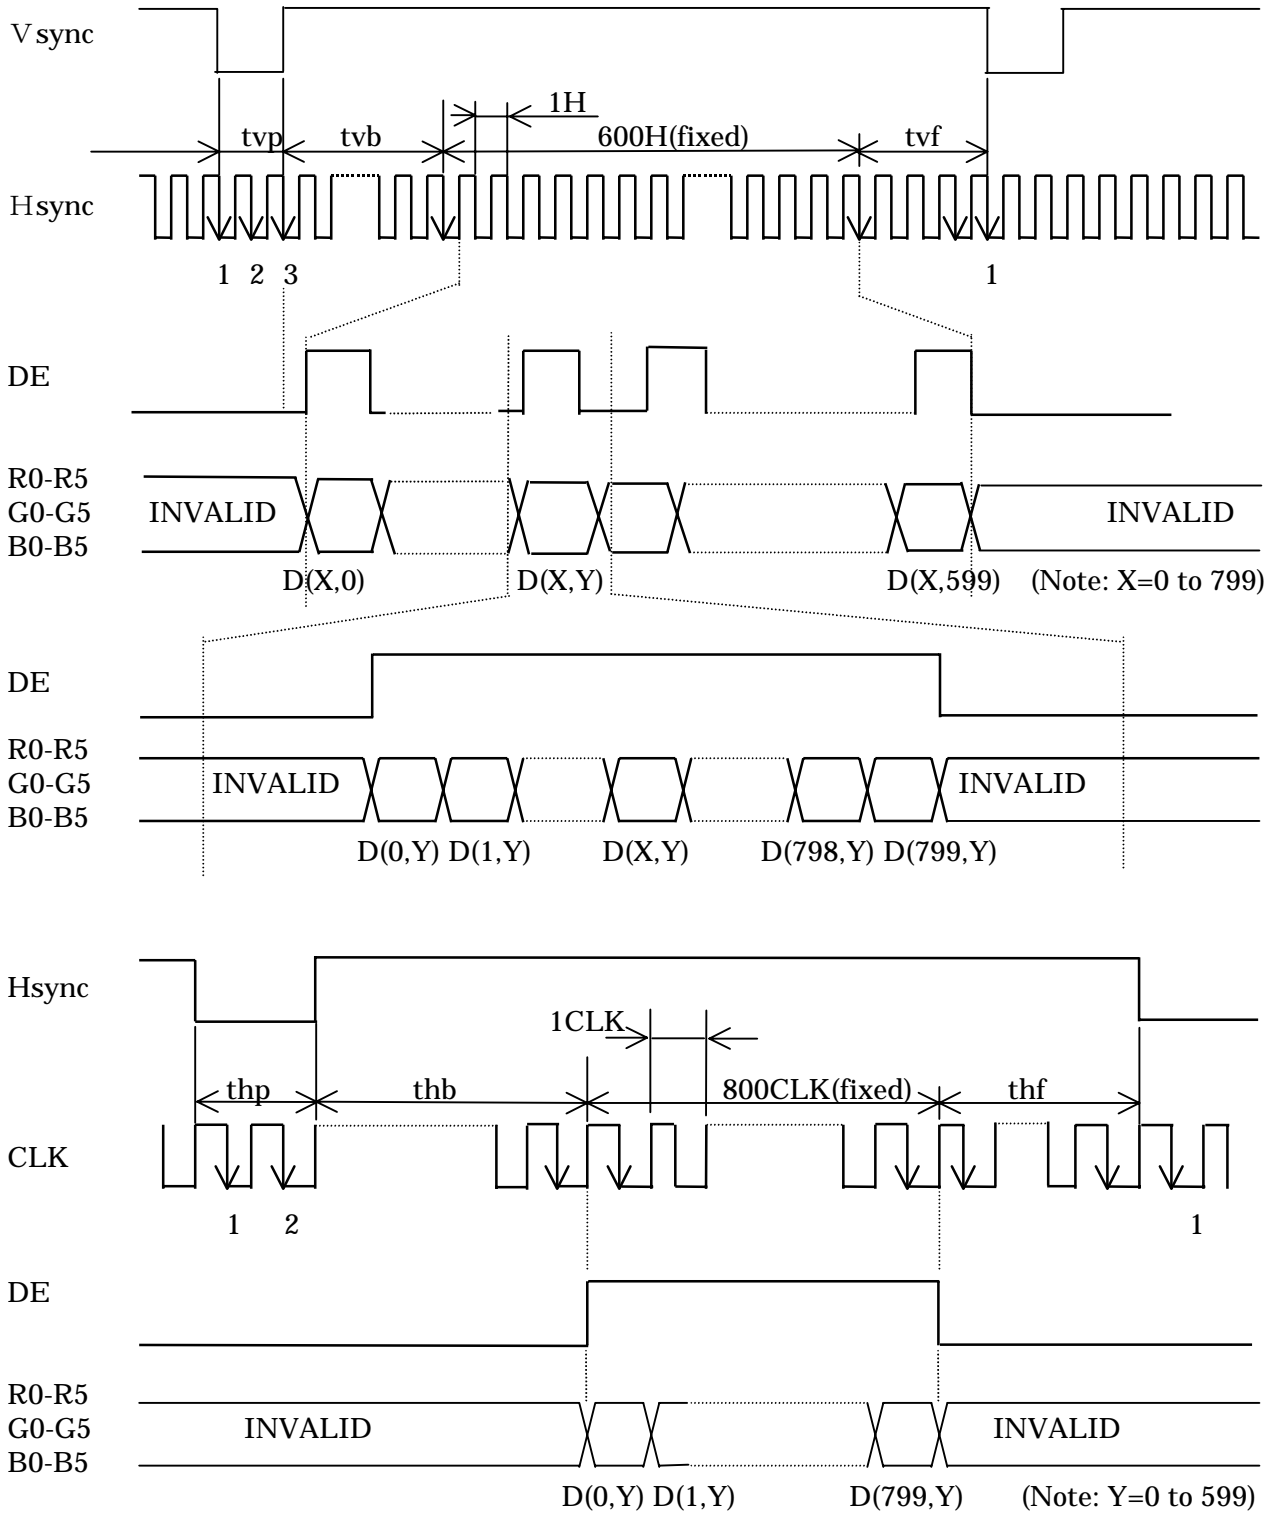 Vsync
1H
tvp tvb 600H(fixed) tvf
Hsync
1 2 3 1
DE
R0-R5
G0-G5 INVALID INVALID
B0-B5
D(X,0) D(X,Y) D(X,599) (Note: X=0 to 799)
DE
R0-R5
G0-G5 INVALID INVALID
B0-B5
D(0,Y) D(1,Y) D(X,Y) D(798,Y) D(799,Y)
Hsync
1CLK
thp thb 800CLK(fixed) thf
CLK
1 2 1
DE
R0-R5
G0-G5 INVALID INVALID
B0-B5
D(0,Y) D(1,Y) D(799,Y) (Note: Y=0 to 599)